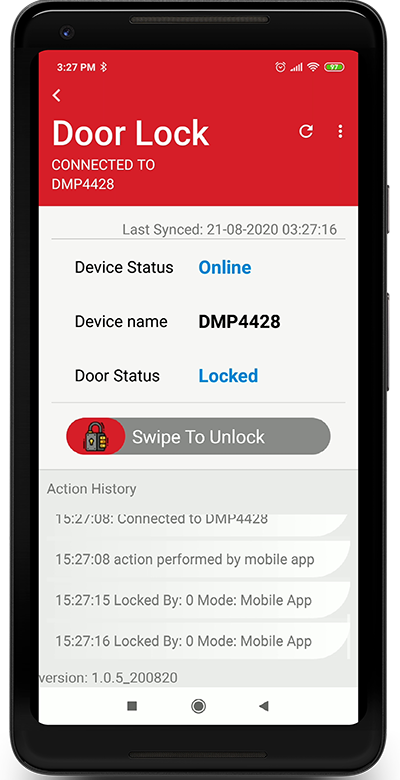 3:27 PM
97
Door Lock
CONNECTED TO
DMP4428
Last Synced: 21-08-2020 03:27:16
Device Status Online
Device name DMP4428
Door Status Locked
Swipe To Unlock
Action History
15:27:08: Connected to DMP4428
15:27:08 action performed by mobile app
15:27:15 Locked By: 0 Mode: Mobile App
15:27:16 Locked By: 0 Mode: Mobile App
version: 1.0.5_200820